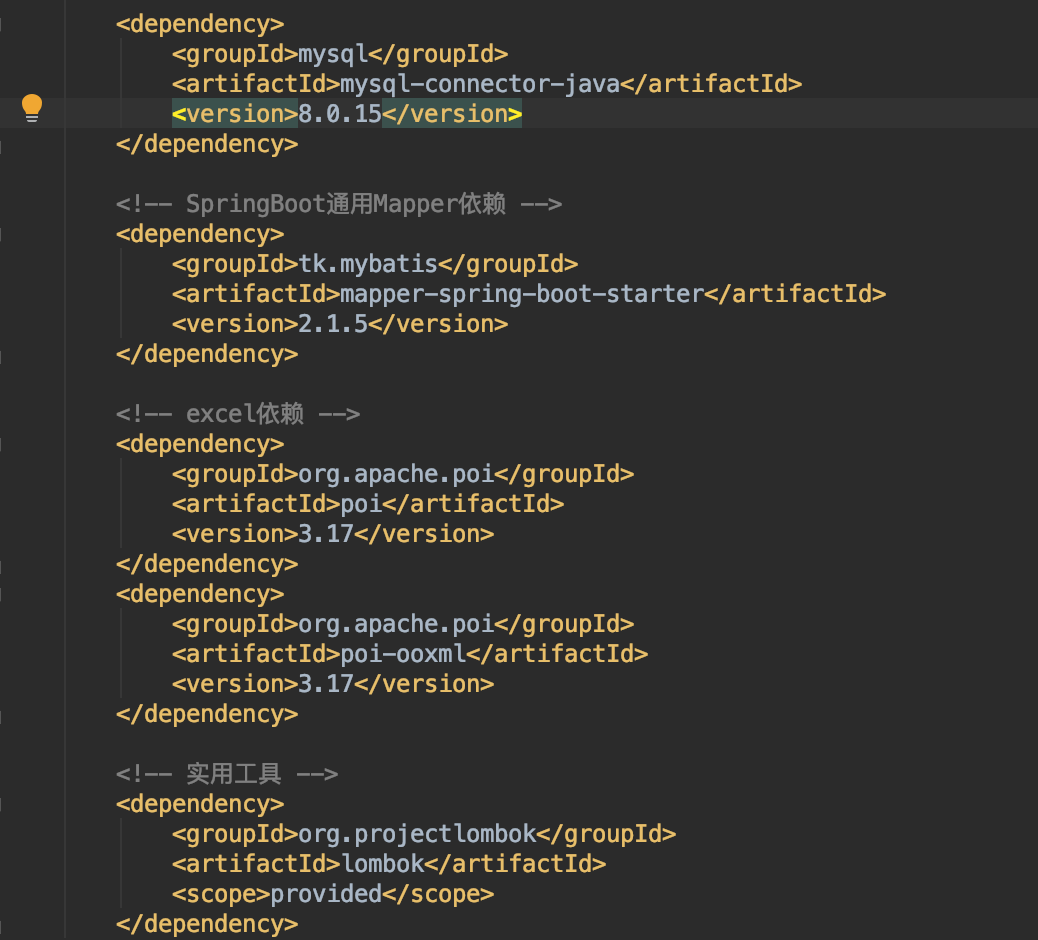 <dependency>
<groupId>mysql</groupId>
<artifactId>mysql-connector-java</artifactId>
<version>8.0.15</version>
</dependency>
<!-- SpringBoot通用Mapper依赖 -->
<dependency>
<groupId>tk.mybatis</groupId>
<artifactId>mapper-spring-boot-starter</artifactId>
<version>2.1.5</version>
</dependency>
<!-- excel依赖 -->
<dependency>
<groupId>org.apache.poi</groupId>
<artifactId>poi</artifactId>
<version>3.17</version>
</dependency>
<dependency>
<groupId>org.apache.poi</groupId>
<artifactId>poi-ooxml</artifactId>
<version>3.17</version>
</dependency>
<!-- 实用工具 -->
<dependency>
<groupId>org.projectlombok</groupId>
<artifactId>lombok</artifactId>
<scope>provided</scope>
</dependency>